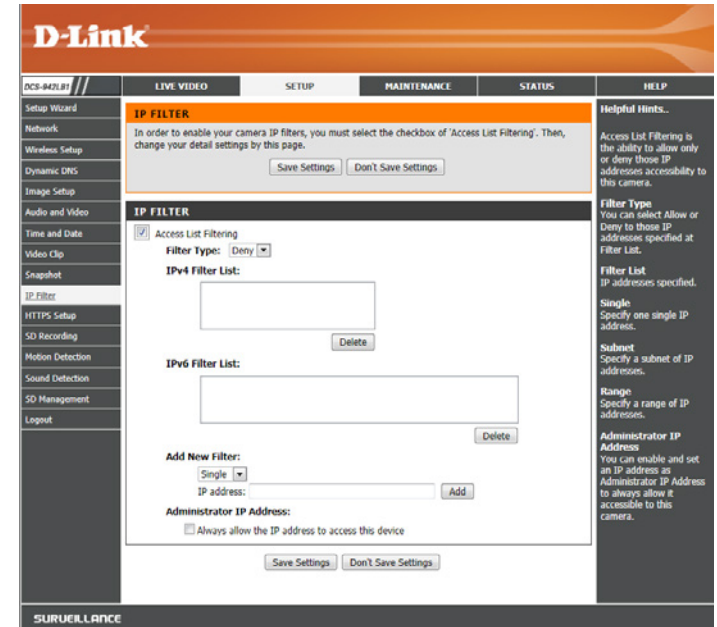 D-Link
DCS-942LB1 //
LIVE VIDEO
SETUP
MAINTENANCE
STATUS
HELP
Setup Wizard
Network
Wireless Setup
Dynamic DNS
Image Setup
Audio and Video
Time and Date
Video Clip
Snapshot
IP Filter
HTTPS Setup
SD Recording
Motion Detection
Sound Detection
SD Management
Logout
IP FILTER
In order to enable your camera IP filters, you must select the checkbox of 'Access List Filtering'. Then,
change your detail settings by this page.
Save Settings Don't Save Settings
IP FILTER
Access List Filtering
Filter Type: Deny
IPv4 Filter List:
Delete
IPv6 Filter List:
Delete
Add New Filter:
Single
IP address: Add
Administrator IP Address:
Always allow the IP address to access this device
Save Settings Don't Save Settings
Helpful Hints..
Access List Filtering is
the ability to allow only
or deny those IP
addresses accessibility to
this camera.
Filter Type
You can select Allow or
Deny to those IP
addresses specified at
Filter List.
Filter List
IP addresses specified.
Single
Specify one single IP
address.
Subnet
Specify a subnet of IP
addresses.
Range
Specify a range of IP
addresses.
Administrator IP
Address
You can enable and set
an IP address as
Administrator IP Address
to always allow it
accessible to this
camera.
SURVEILLANCE